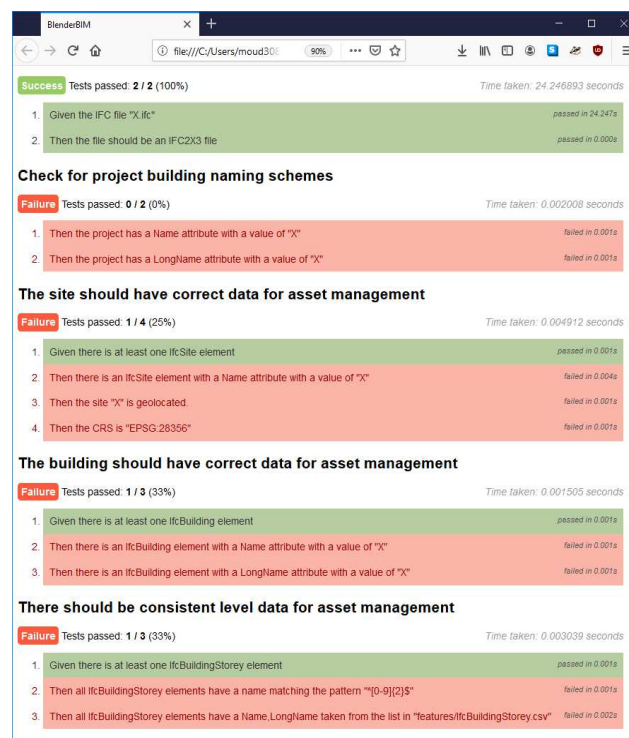 BlenderBIM
file:///C:/Users/moud308
90%
Success Tests passed: 2 / 2 (100%) Time taken: 24.246893 seconds
1. Given the IFC file "X.ifc" passed in 24.247s
2. Then the file should be an IFC2X3 file passed in 0.000s
Check for project building naming schemes
Failure Tests passed: 0 / 2 (0%) Time taken: 0.002008 seconds
1. Then the project has a Name attribute with a value of "X" failed in 0.001s
2. Then the project has a LongName attribute with a value of "X" failed in 0.001s
The site should have correct data for asset management
Failure Tests passed: 1 / 4 (25%) Time taken: 0.004912 seconds
1. Given there is at least one IfcSite element passed in 0.001s
2. Then there is an IfcSite element with a Name attribute with a value of "X" failed in 0.004s
3. Then the site "X" is geolocated. failed in 0.001s
4. Then the CRS is "EPSG:28356" failed in 0.001s
The building should have correct data for asset management
Failure Tests passed: 1 / 3 (33%) Time taken: 0.001505 seconds
1. Given there is at least one IfcBuilding element passed in 0.001s
2. Then there is an IfcBuilding element with a Name attribute with a value of "X" failed in 0.001s
3. Then there is an IfcBuilding element with a LongName attribute with a value of "X" failed in 0.001s
There should be consistent level data for asset management
Failure Tests passed: 1 / 3 (33%) Time taken: 0.003039 seconds
1. Given there is at least one IfcBuildingStorey element passed in 0.001s
2. Then all IfcBuildingStorey elements have a name matching the pattern "^[0-9]{2}$" failed in 0.001s
3. Then all IfcBuildingStorey elements have a Name,LongName taken from the list in "features/IfcBuildingStorey.csv" failed in 0.002s